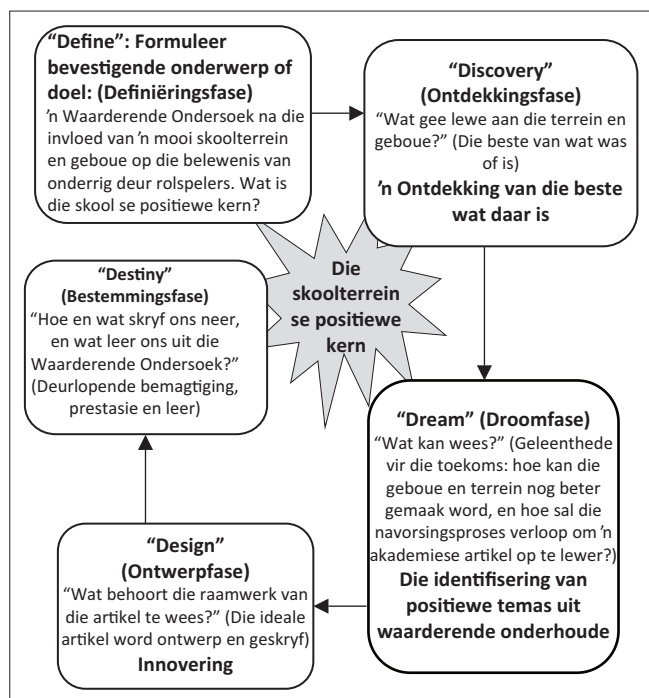 “Define”: Formuleer
bevestigende onderwerp of
doel: (Definiëringsfase)
’n Waarderende Ondersoek na die
invloed van ’n mooi skoolterrein
en geboue op die belewenis van
onderrig deur rolspelers. Wat is
die skool se positiewe kern?
“Discovery”
(Ontdekkingsfase)
“Wat gee lewe aan die terrein en
geboue?” (Die beste van wat was
of is)
’n Ontdekking van die beste
wat daar is
Die
skoolterrein
se positiewe
kern
“Destiny”
(Bestemmingsfase)
“Hoe en wat skryf ons neer,
en wat leer ons uit die
Waarderende Ondersoek?”
(Deurlopende bemagtiging,
prestasie en leer)
“Dream” (Droomfase)
“Wat kan wees?” (Geleenthede
vir die toekoms: hoe kan die
geboue en terrein nog beter
gemaak word, en hoe sal die
navorsingsproses verloop om ’n
akademiese artikel op te lewer?)
Die identifisering van
positiewe temas uit
waarderende onderhoude
“Design”
(Ontwerpfase)
“Wat behoort die raamwerk van
die artikel te wees?” (Die ideale
artikel word ontwerp en geskryf)
Innovering